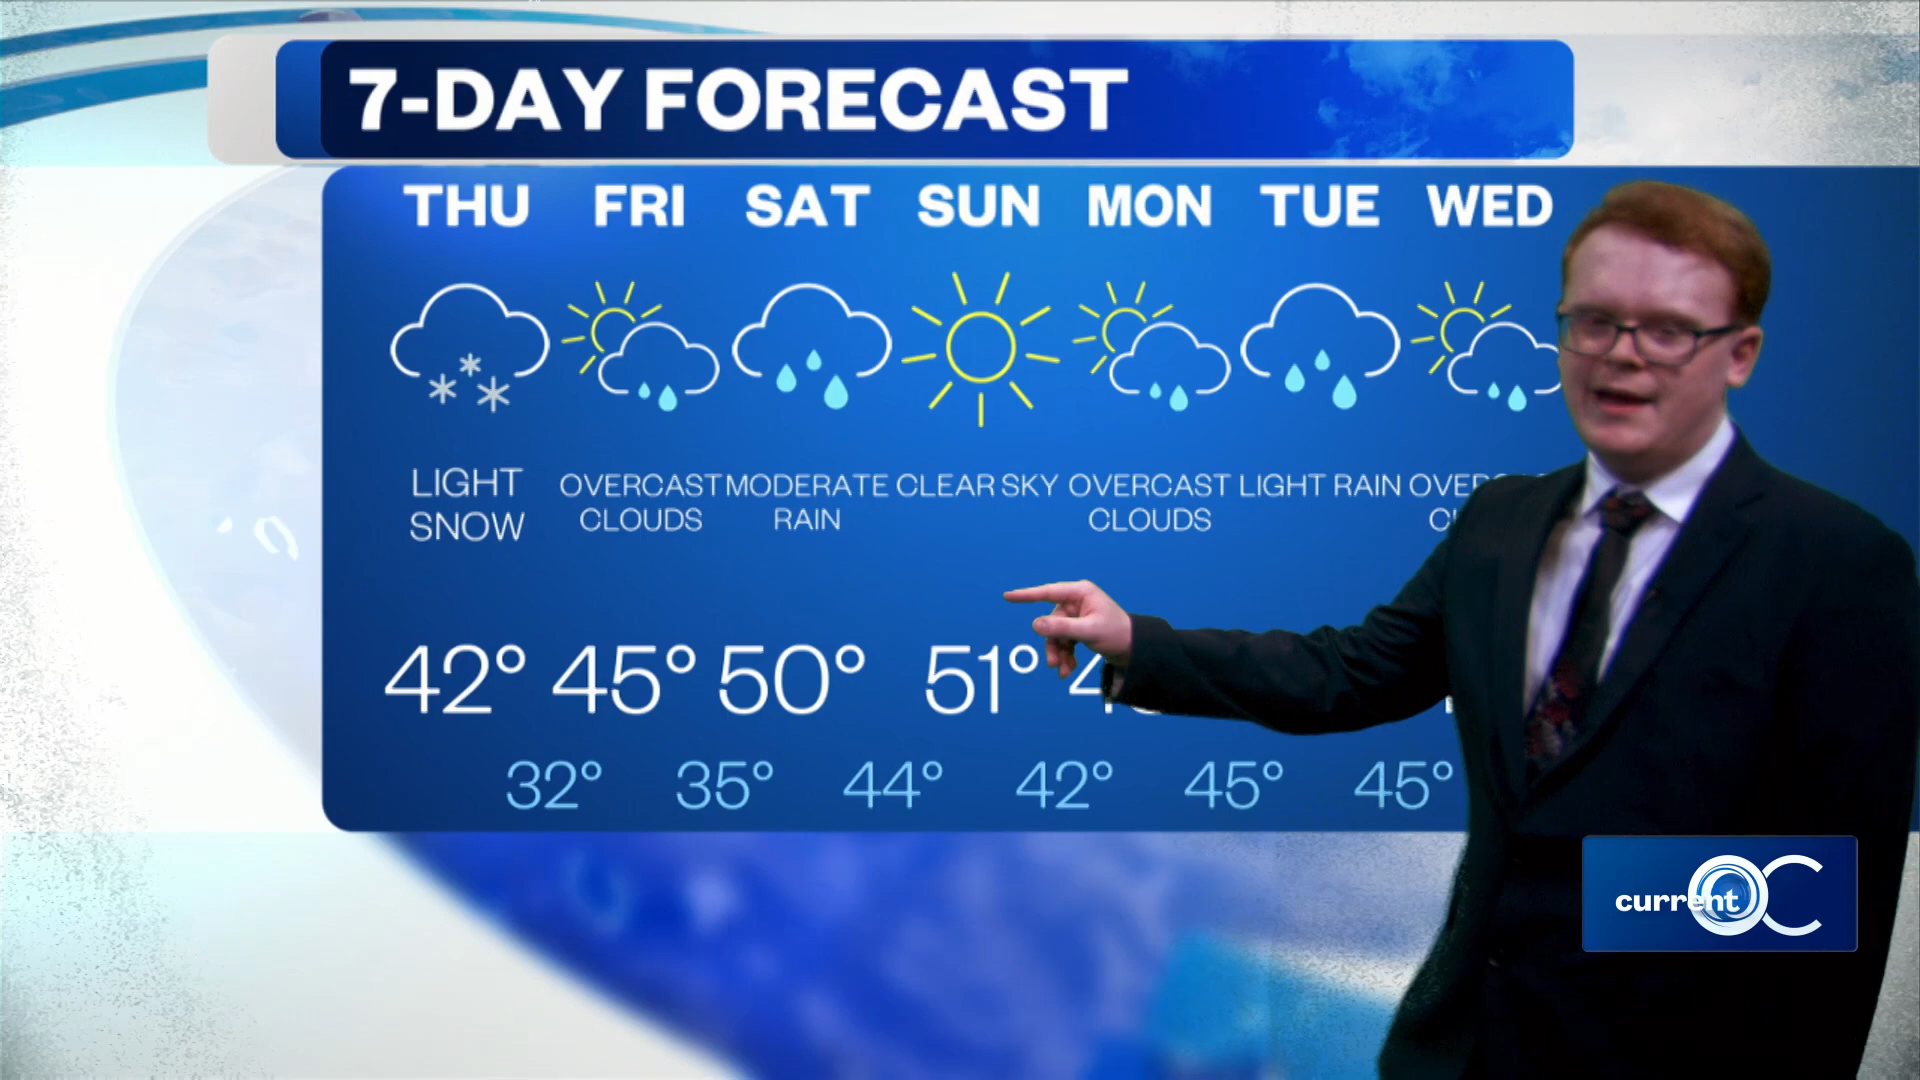 7-DAY FORECAST
THU FRI SAT SUN MON TUE WED
LIGHT SNOW
OVERCAST CLOUDS
MODERATE RAIN
CLEAR SKY
OVERCAST CLOUDS
LIGHT RAIN
42° 45° 50° 51°
32° 35° 44° 42° 45° 45°
current OC